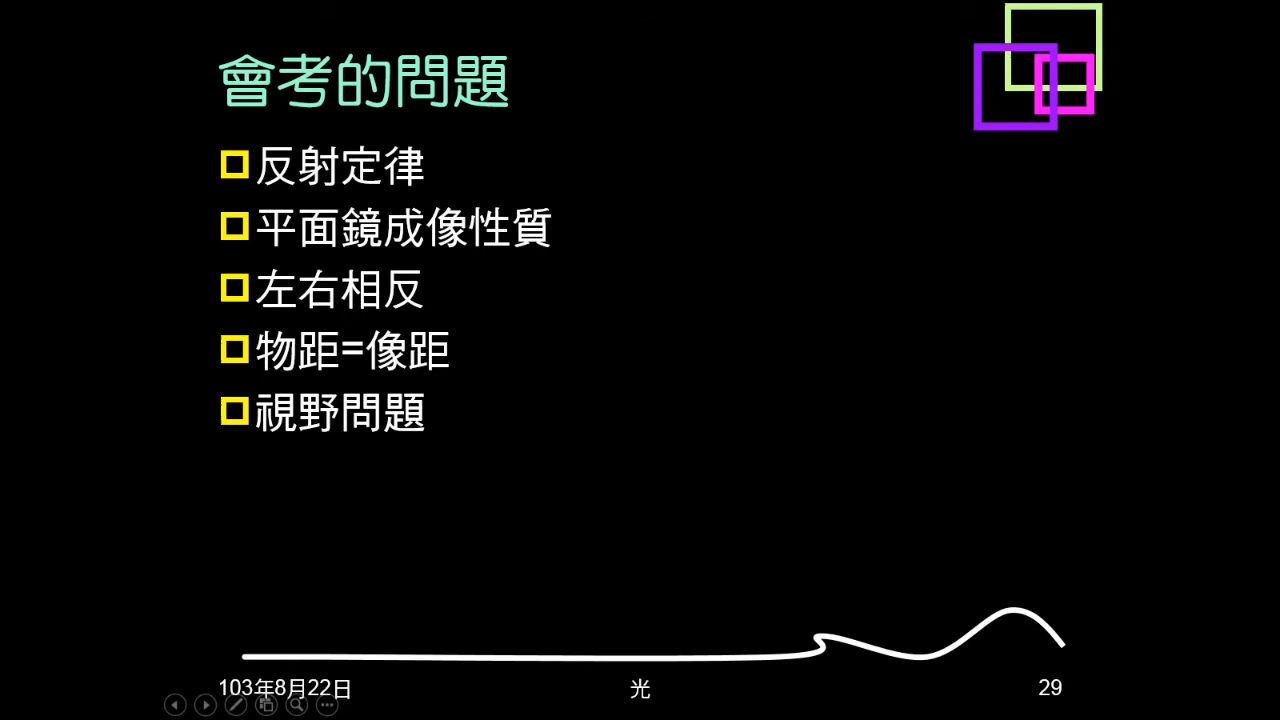 會考的問題
反射定律
平面鏡成像性質
左右相反
物距=像距
視野問題
103年8月22日
光
29